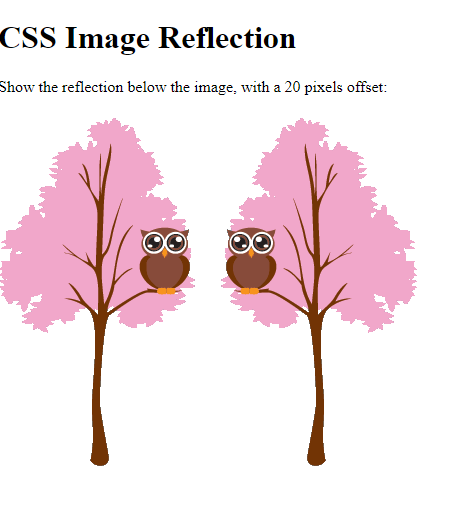 CSS Image Reflection
Show the reflection below the image, with a 20 pixels offset: